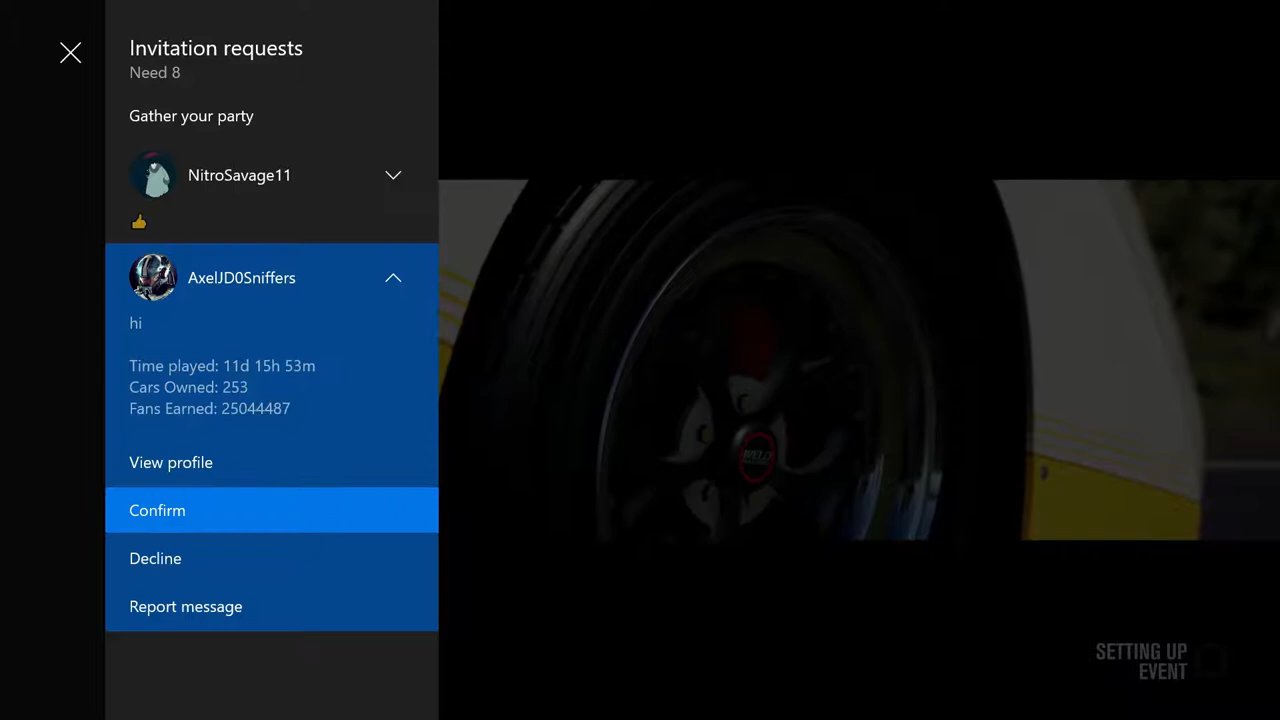 Invitation requests
Need 8
Gather your party
NitroSavage11
AxelJD0Sniffers
hi
Time played: 11d 15h 53m
Cars Owned: 253
Fans Earned: 25044487
View profile
Confirm
Decline
Report message
WELD
SETTING UP
EVENT